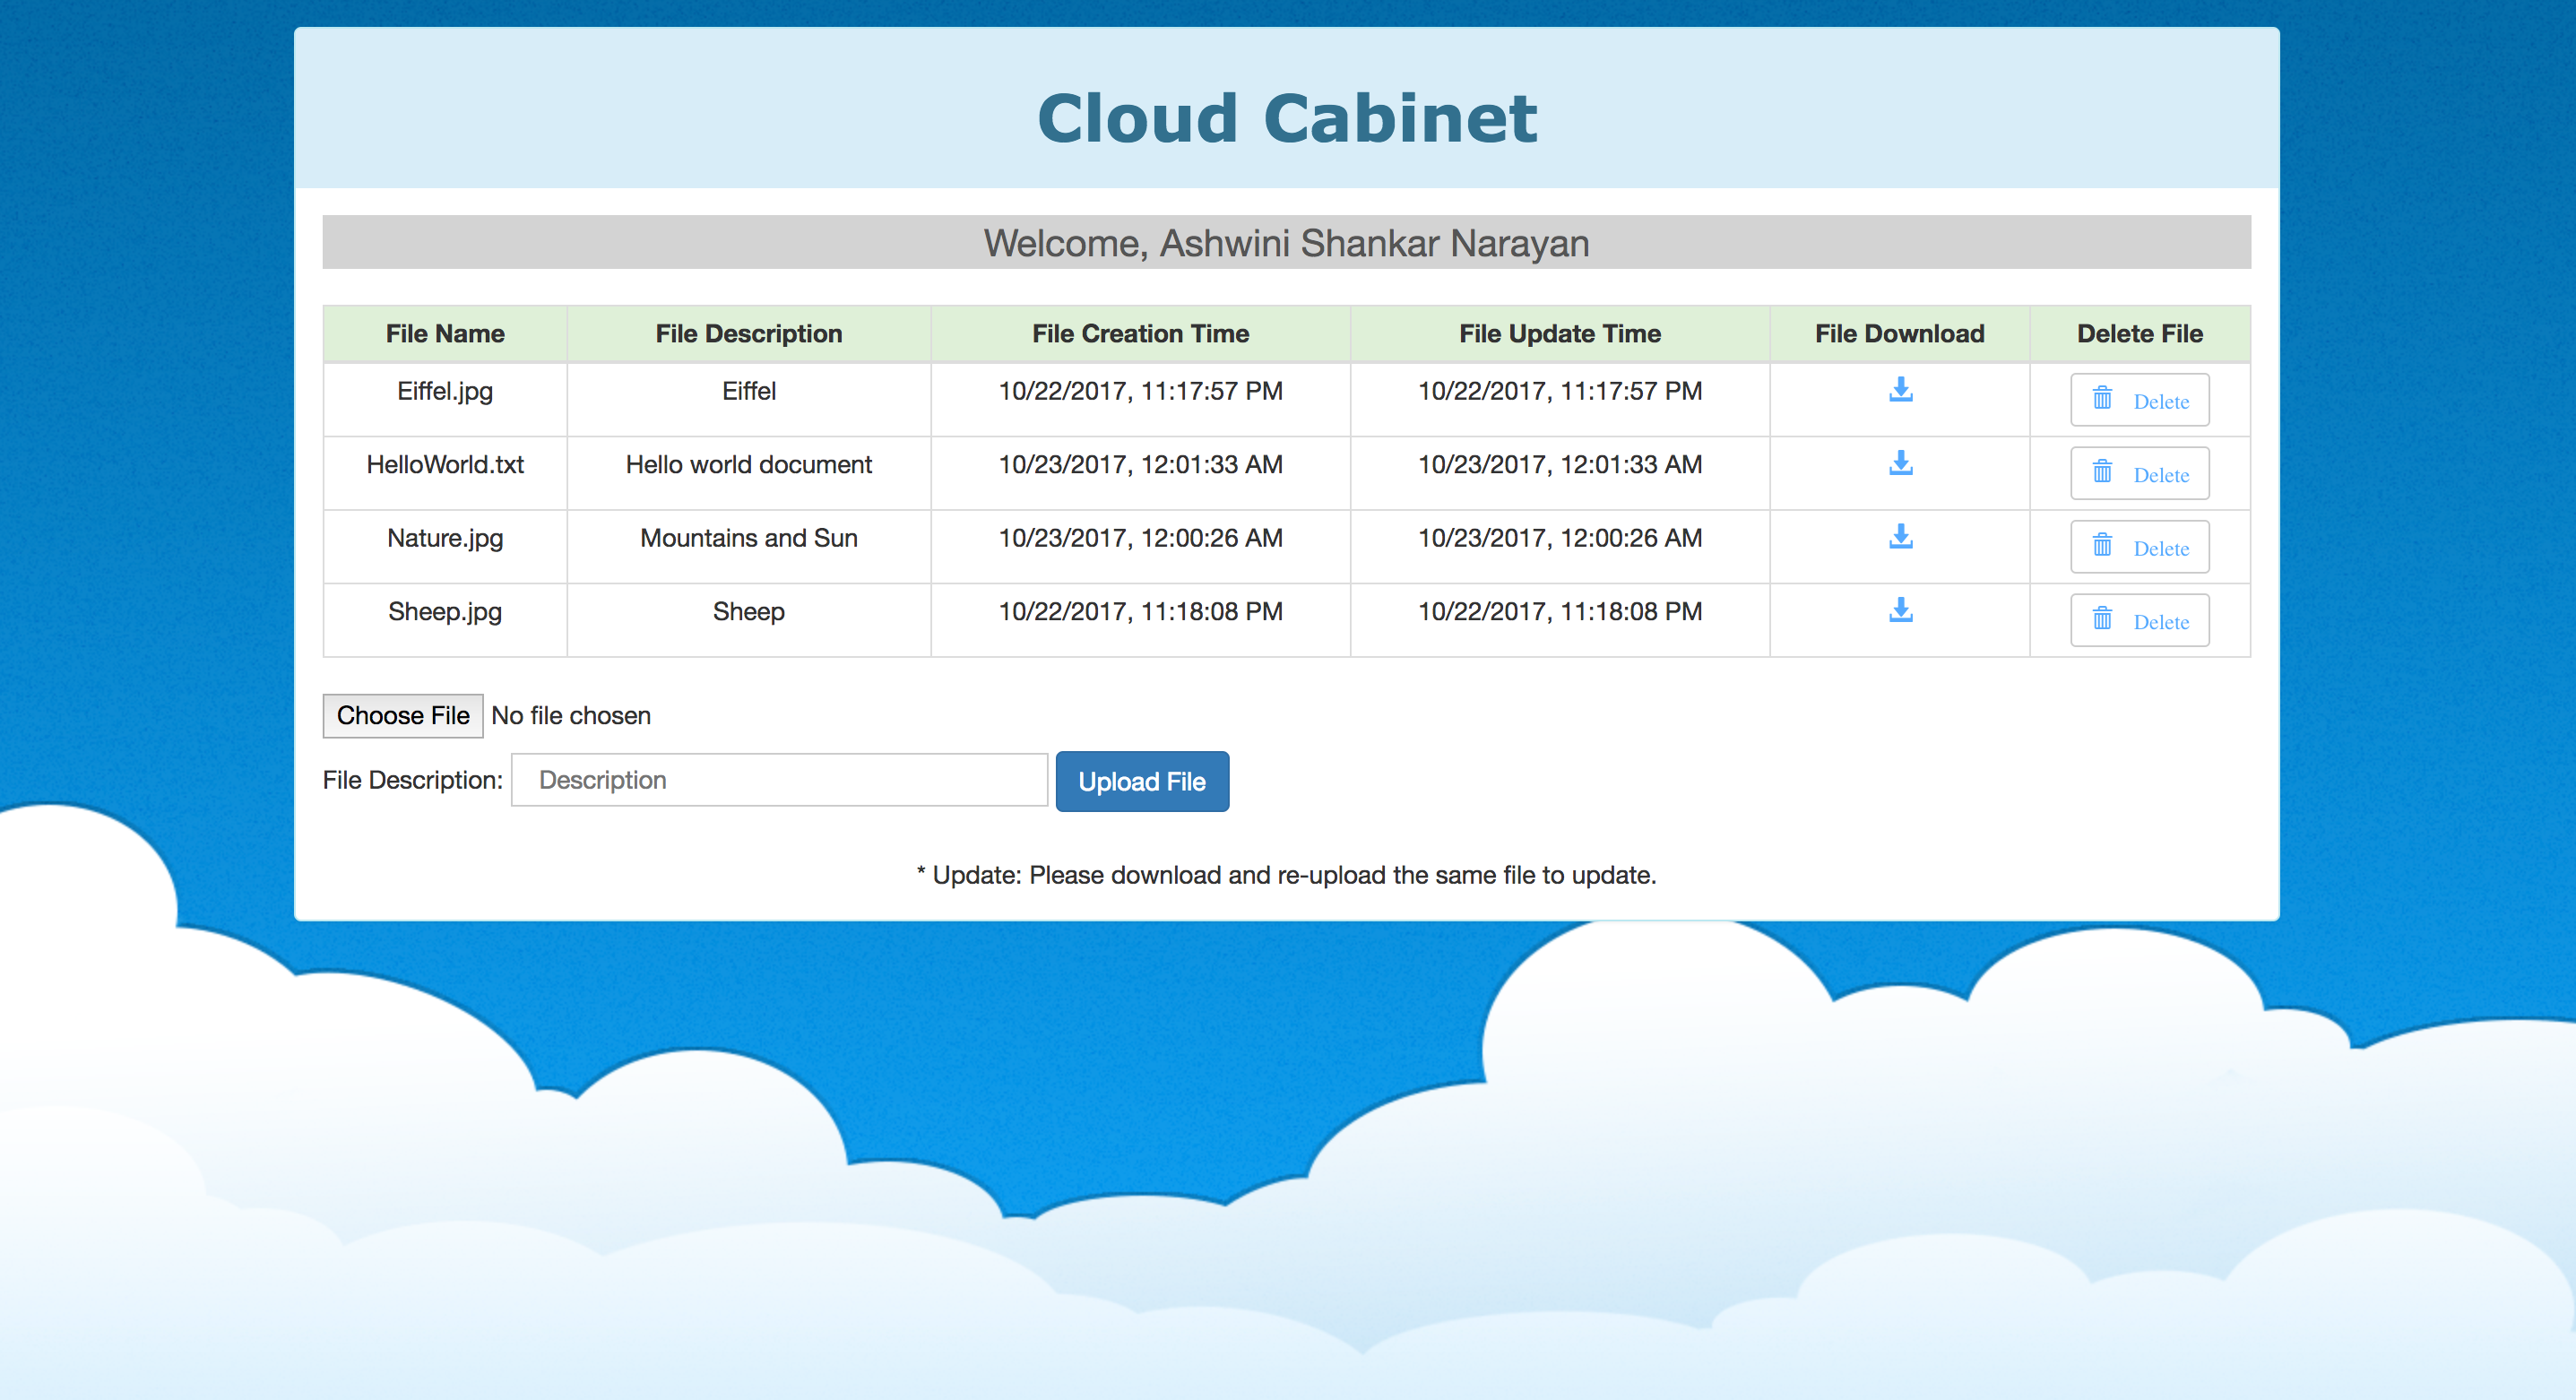 Cloud Cabinet
Welcome, Ashwini Shankar Narayan
File Name File Description File Creation Time File Update Time File Download Delete File
Eiffel.jpg Eiffel 10/22/2017, 11:17:57 PM 10/22/2017, 11:17:57 PM Delete
HelloWorld.txt Hello world document 10/23/2017, 12:01:33 AM 10/23/2017, 12:01:33 AM Delete
Nature.jpg Mountains and Sun 10/23/2017, 12:00:26 AM 10/23/2017, 12:00:26 AM Delete
Sheep.jpg Sheep 10/22/2017, 11:18:08 PM 10/22/2017, 11:18:08 PM Delete
Choose File No file chosen
File Description: Description Upload File
* Update: Please download and re-upload the same file to update.